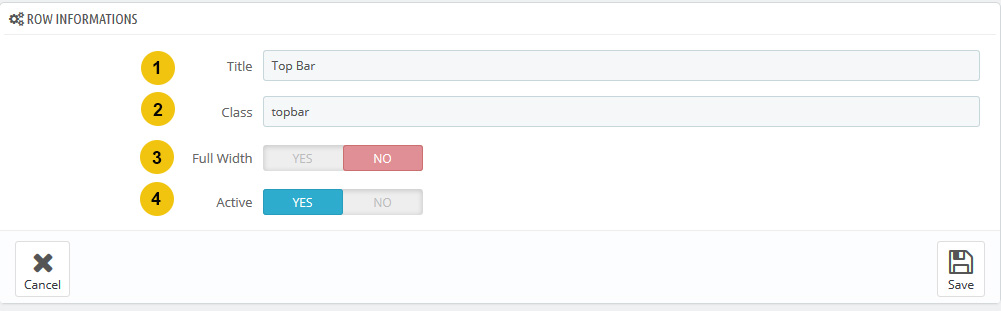 ROW INFORMATIONS
1 Title Top Bar
2 Class topbar
3 Full Width YES NO
4 Active YES NO
Cancel Save